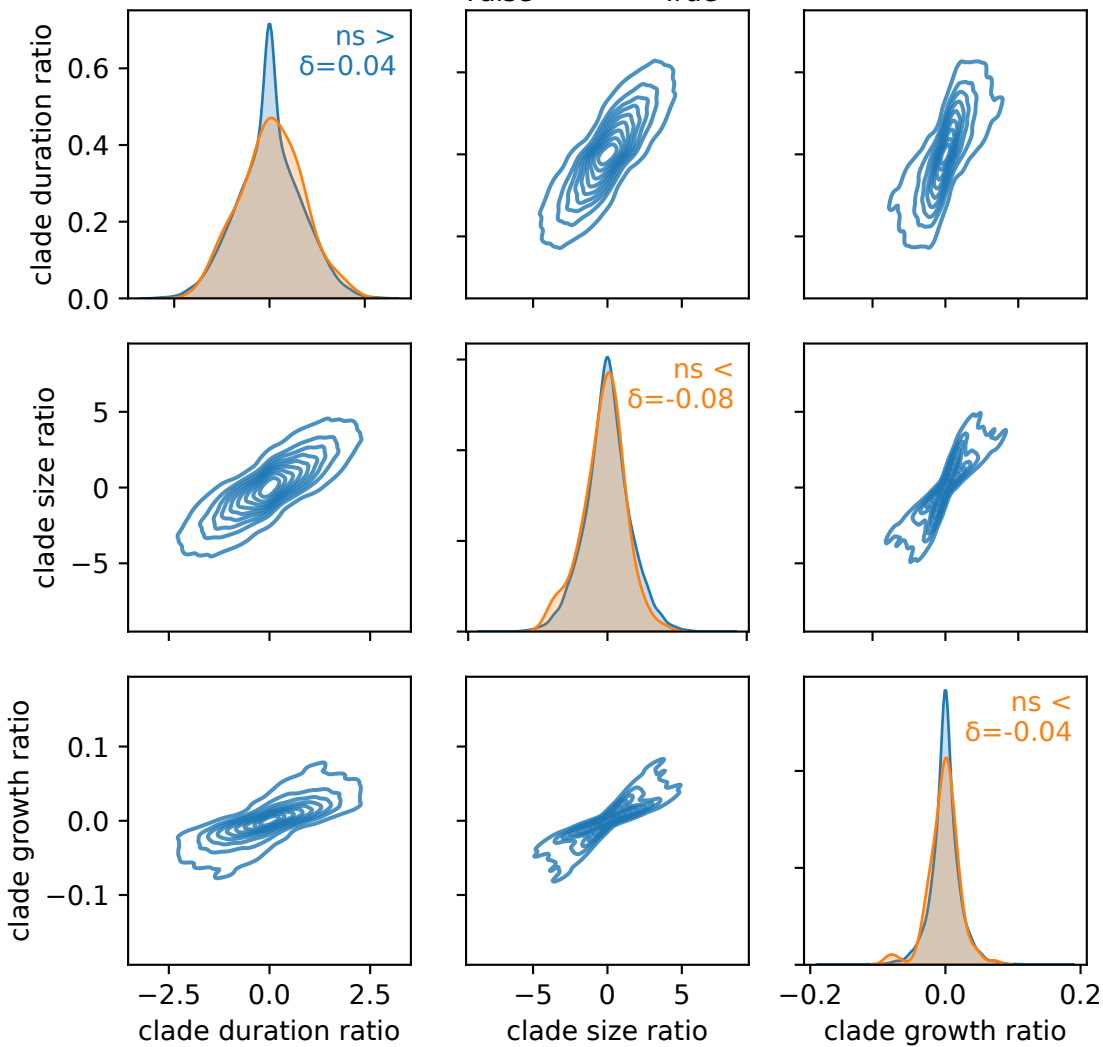 clade duration ratio
0.6
0.4
0.2
0.0
ns >
δ=0.04
clade size ratio
5
0
−5
ns <
δ=-0.08
clade growth ratio
0.1
0.0
−0.1
ns <
δ=-0.04
−2.5 0.0 2.5
−5 0 5
−0.2 0.0 0.2
clade duration ratio
clade size ratio
clade growth ratio